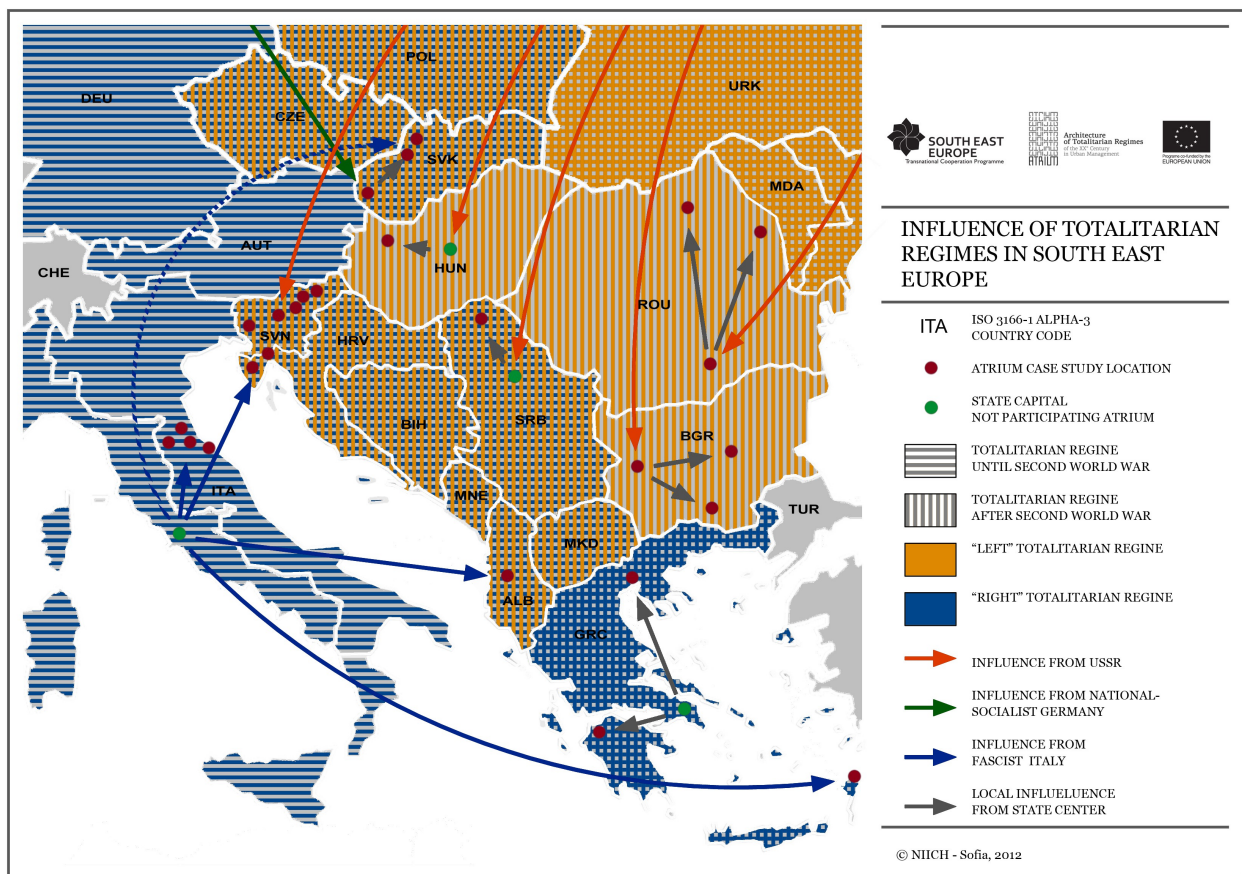 POL
DEU
URK
CZE
SVK
MDA
AUT
CHE
HUN
ROU
SVN
HRV
BIH
SRB
BGR
ITA
MNE
TUR
MKD
ALB
GRC
SOUTH EAST
EUROPE
Transnational Cooperation Programme
ATRIUM
Architecture
of Totalitarian Regimes
of the XX° Century
in Urban Management
Programme co-funded by the
EUROPEAN UNION
INFLUENCE OF TOTALITARIAN
REGIMES IN SOUTH EAST
EUROPE
ITA
ISO 3166-1 ALPHA-3
COUNTRY CODE
ATRIUM CASE STUDY LOCATION
STATE CAPITAL
NOT PARTICIPATING ATRIUM
TOTALITARIAN REGINE
UNTIL SECOND WORLD WAR
TOTALITARIAN REGINE
AFTER SECOND WORLD WAR
“LEFT” TOTALITARIAN REGINE
“RIGHT” TOTALITARIAN REGINE
INFLUENCE FROM USSR
INFLUENCE FROM NATIONAL-
SOCIALIST GERMANY
INFLUENCE FROM
FASCIST ITALY
LOCAL INFLUELUENCE
FROM STATE CENTER
© NIICH - Sofia, 2012